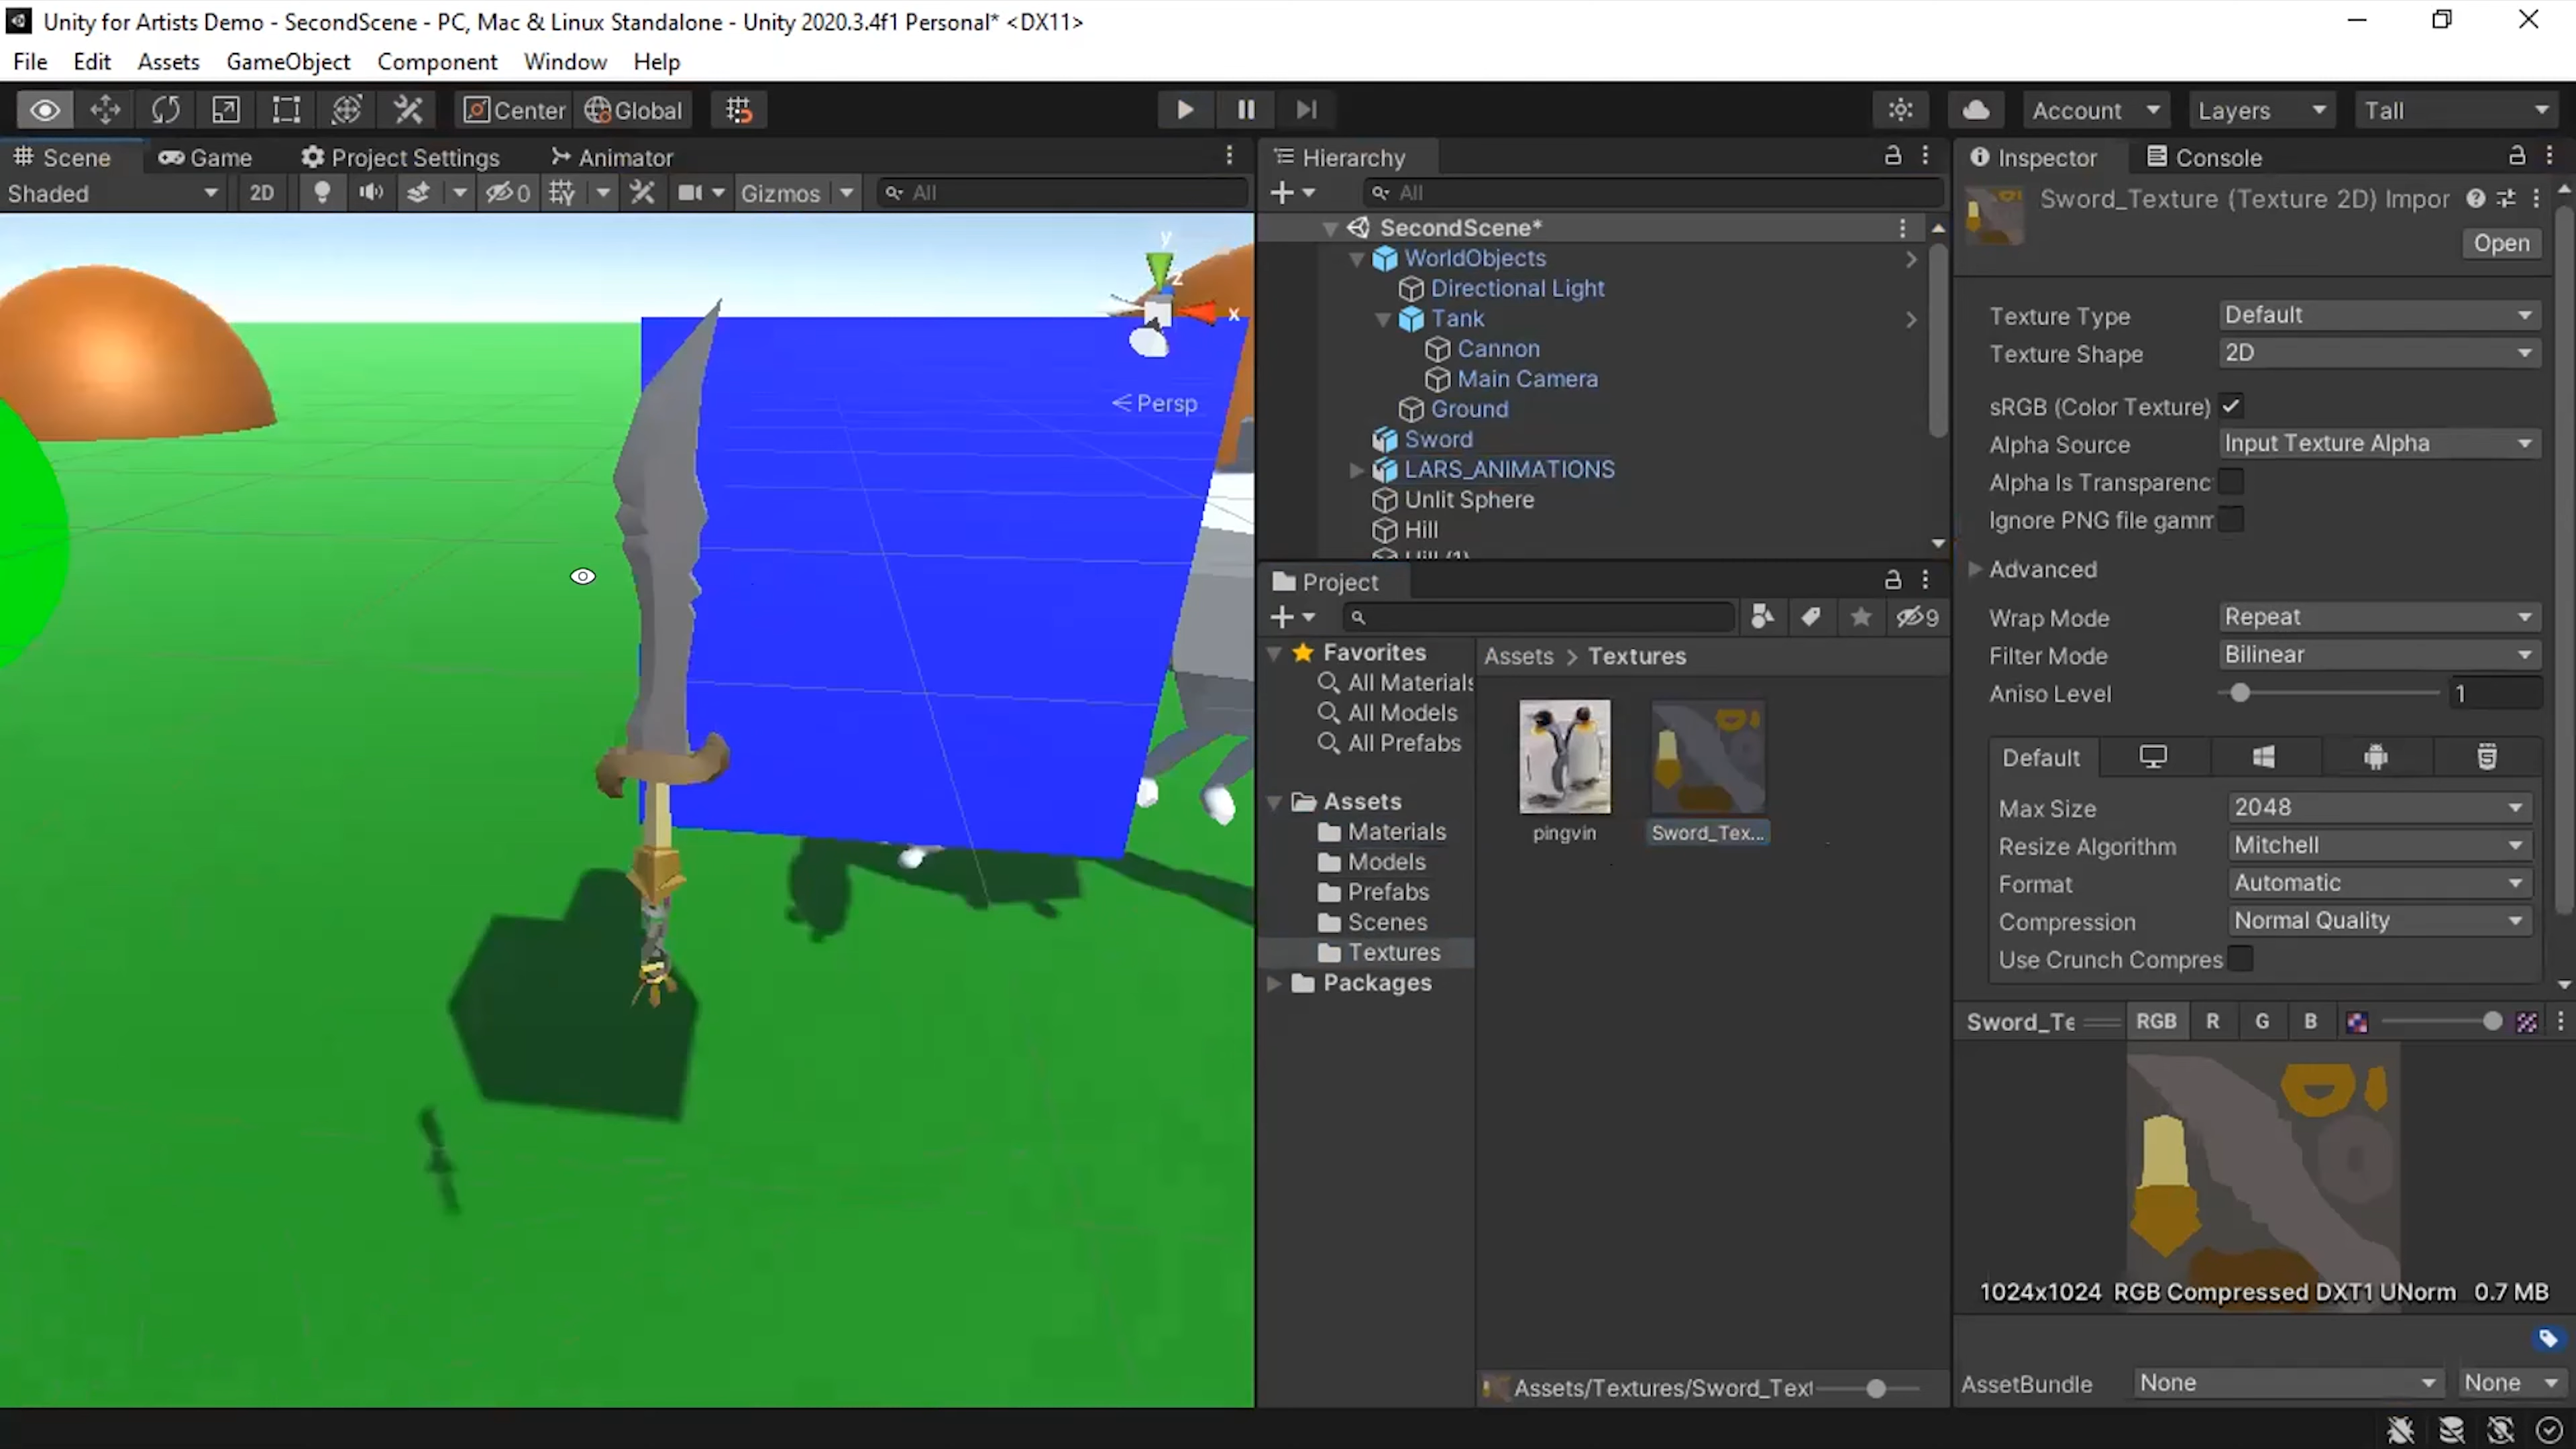 Unity for Artists Demo - SecondScene - PC, Mac & Linux Standalone - Unity 2020.3.4f1 Personal* <DX11>
File Edit Assets GameObject Component Window Help
Center Global Account Layers Tall
Scene Game Project Settings Animator
Shaded 2D 0 Gizmos All
y
z
x
Persp
Hierarchy
All
SecondScene*
WorldObjects
Directional Light
Tank
Cannon
Main Camera
Ground
Sword
LARS_ANIMATIONS
Unlit Sphere
Hill
Hill (1)
Project
9
Favorites
All Materials
All Models
All Prefabs
Assets
Materials
Models
Prefabs
Scenes
Textures
Packages
Assets > Textures
pingvin
Sword_Tex...
Assets/Textures/Sword_Text
Inspector Console
Sword_Texture (Texture 2D) Impor
Open
Texture Type Default
Texture Shape 2D
sRGB (Color Texture)
Alpha Source Input Texture Alpha
Alpha Is Transparenc
Ignore PNG file gamm
Advanced
Wrap Mode Repeat
Filter Mode Bilinear
Aniso Level 1
Default
Max Size 2048
Resize Algorithm Mitchell
Format Automatic
Compression Normal Quality
Use Crunch Compres
Sword_Te RGB R G B
1024x1024 RGB Compressed DXT1 UNorm 0.7 MB
AssetBundle None None